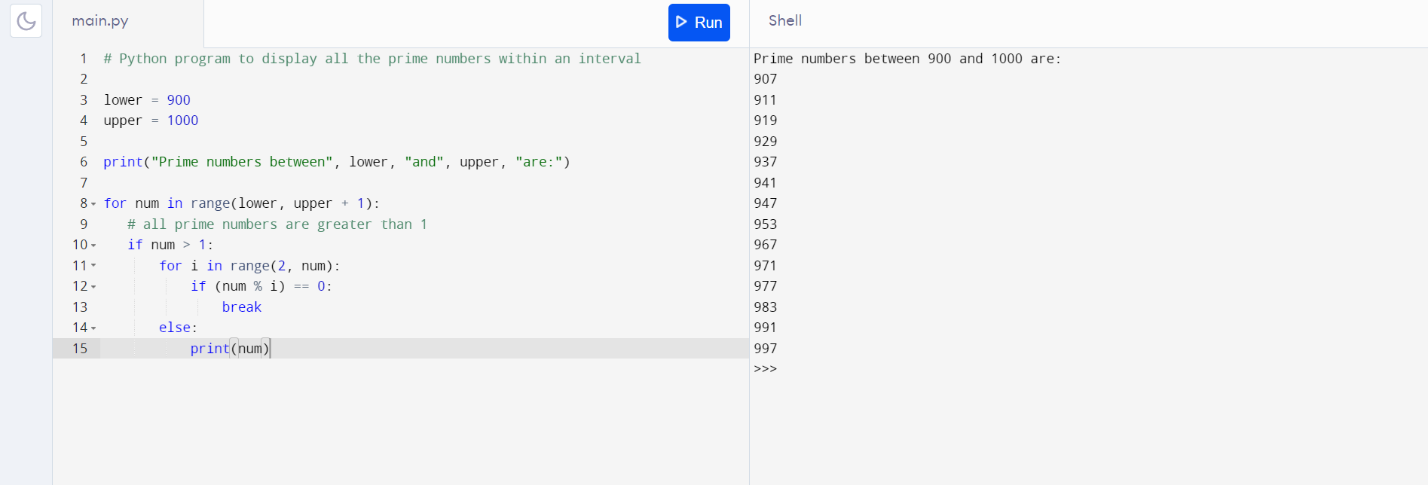 main.py
Run
Shell
1 # Python program to display all the prime numbers within an interval
2
3 lower = 900
4 upper = 1000
5
6 print("Prime numbers between", lower, "and", upper, "are:")
7
8 for num in range(lower, upper + 1):
9    # all prime numbers are greater than 1
10    if num > 1:
11        for i in range(2, num):
12            if (num % i) == 0:
13                break
14        else:
15            print(num)
Prime numbers between 900 and 1000 are:
907
911
919
929
937
941
947
953
967
971
977
983
991
997
>>>